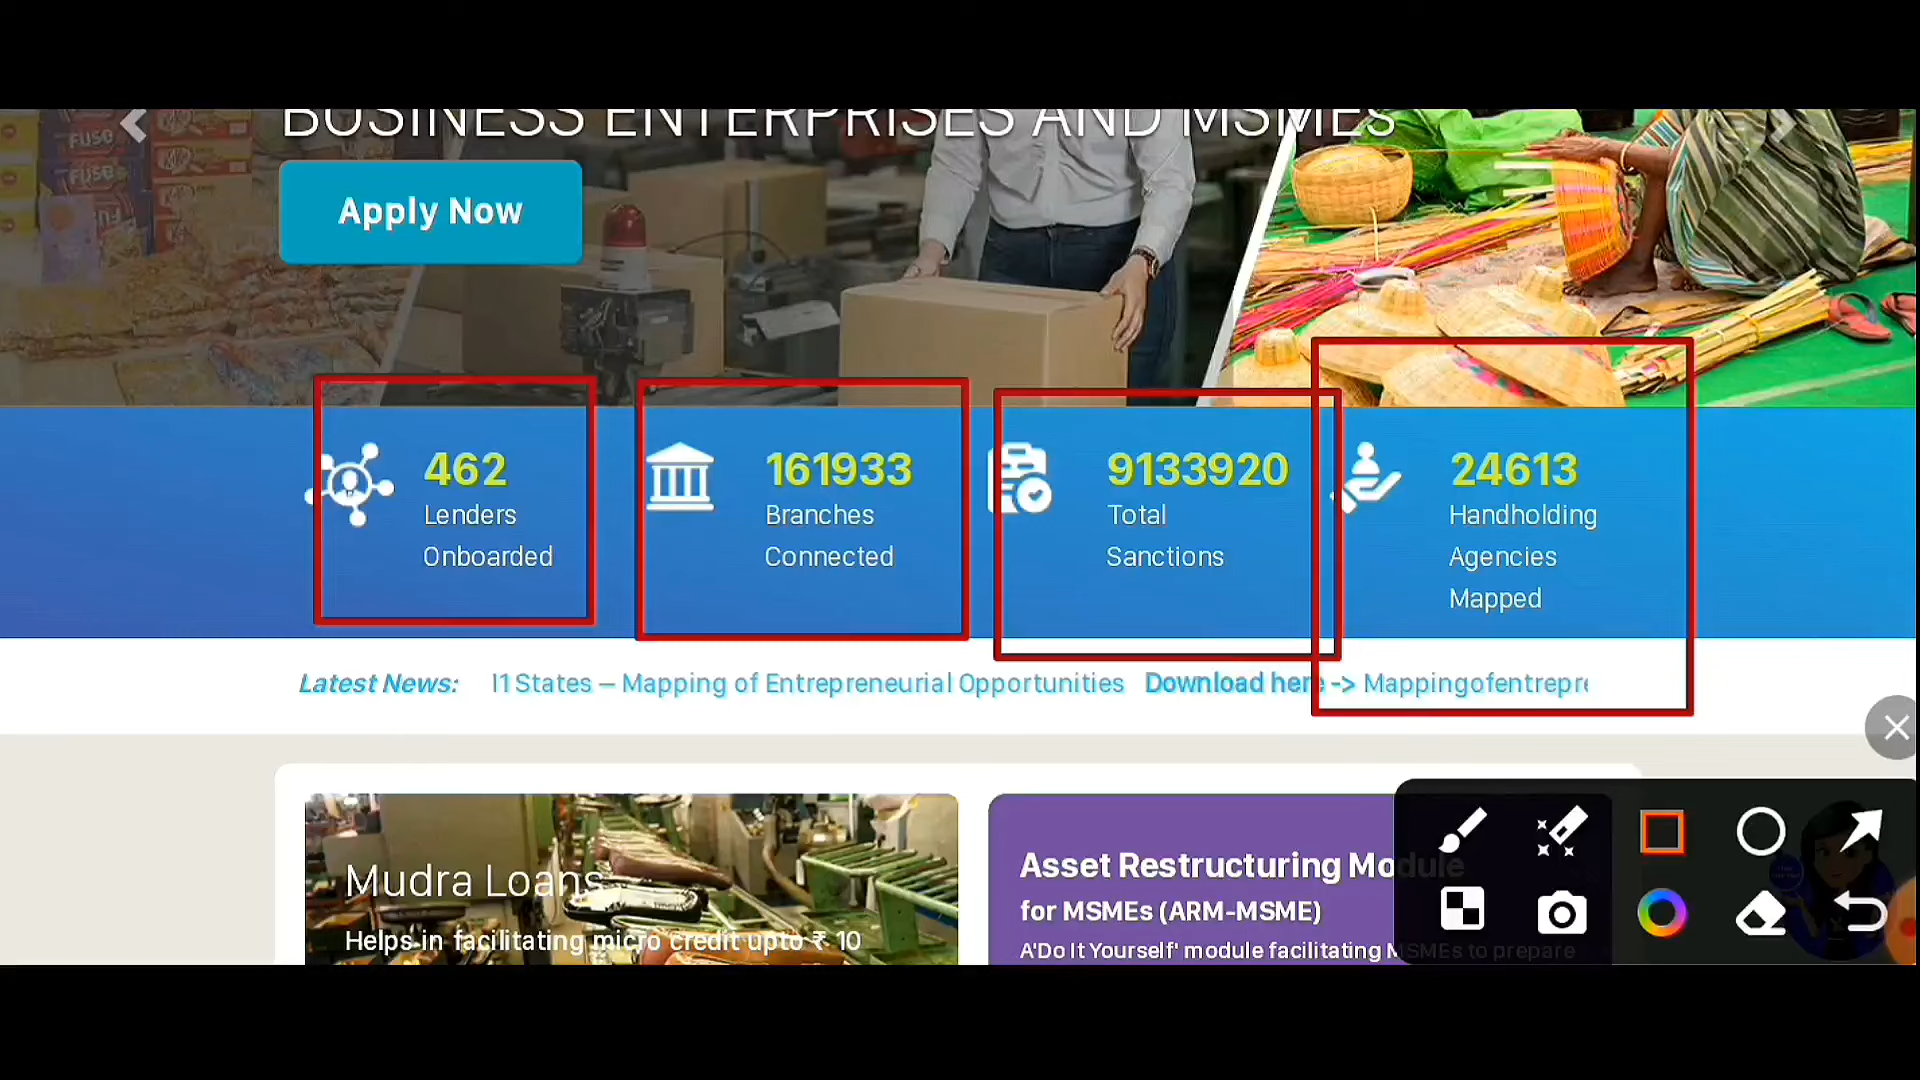 BUSINESS ENTERPRISES AND MSMEs
Apply Now
462
Lenders
Onboarded
161933
Branches
Connected
9133920
Total
Sanctions
24613
Handholding
Agencies
Mapped
Latest News: 11 States – Mapping of Entrepreneurial Opportunities Download here -> Mappingofentrepre
Mudra Loans
Helps in facilitating micro credit upto ₹ 10
Asset Restructuring Module
for MSMEs (ARM-MSME)
A'Do It Yourself' module facilitating MSMEs to prepare
FUSE
FUSE